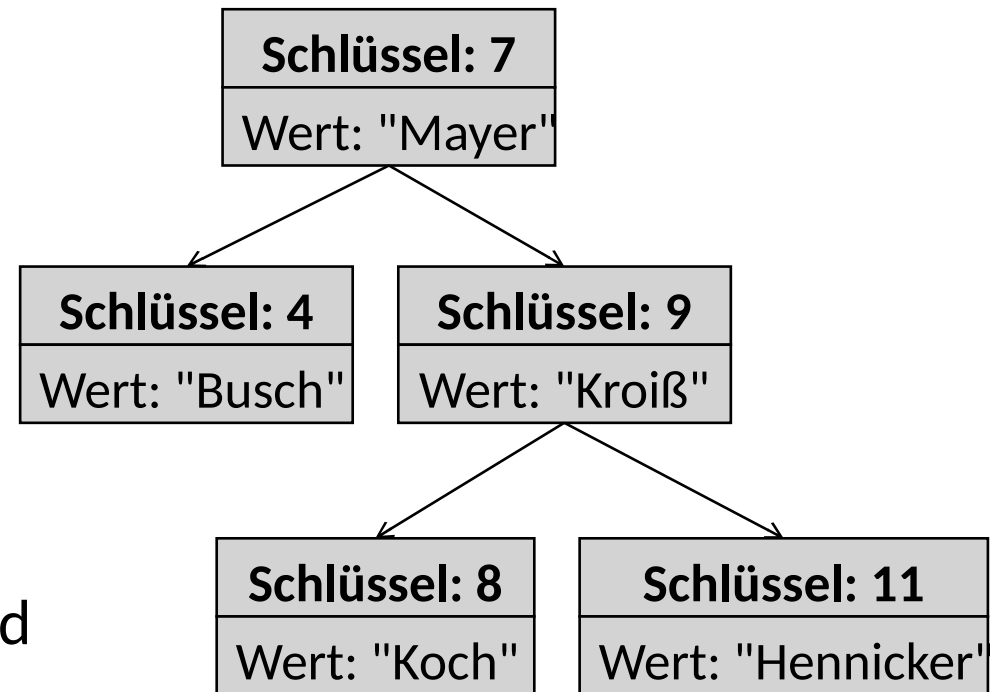 Schlüssel: 7
Wert: "Mayer"
Schlüssel: 4
Wert: "Busch"
Schlüssel: 9
Wert: "Kroiß"
Schlüssel: 8
Wert: "Koch"
Schlüssel: 11
Wert: "Hennicker"